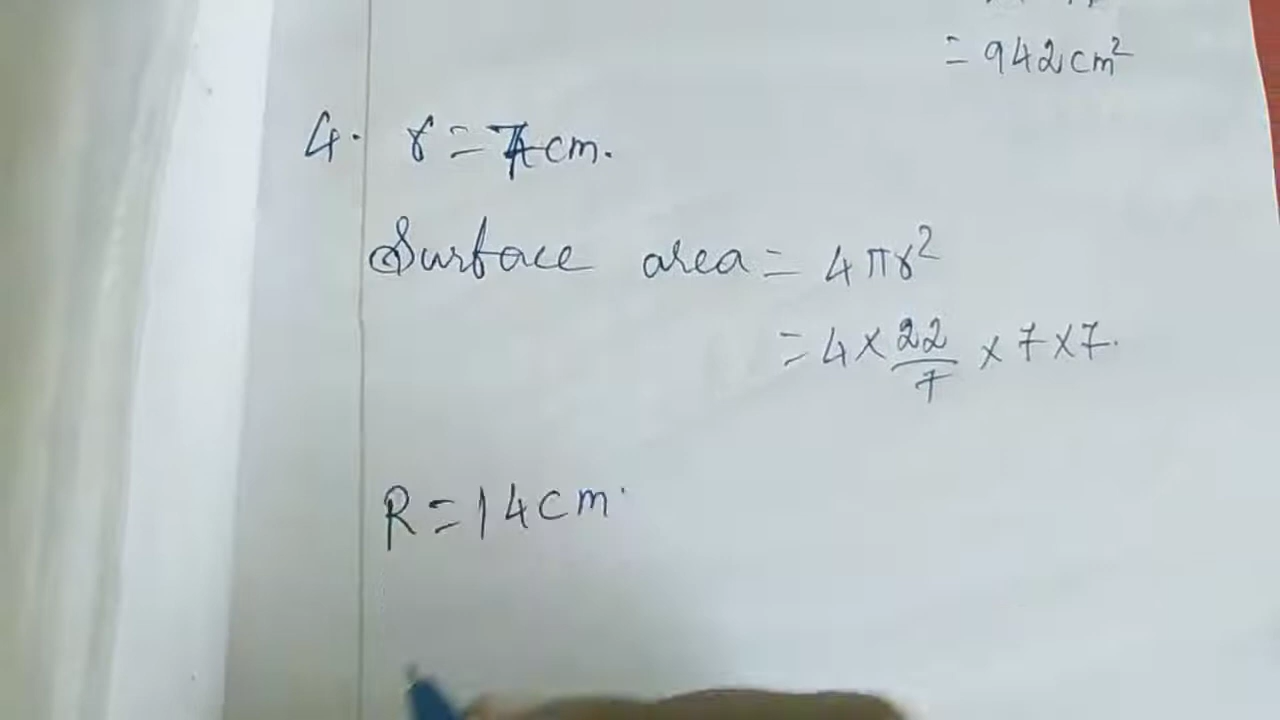 = 942 cm²
4. r = 7 cm.
Surface area = 4πr²
= 4 × 22/7 × 7 × 7.
R = 14 cm.